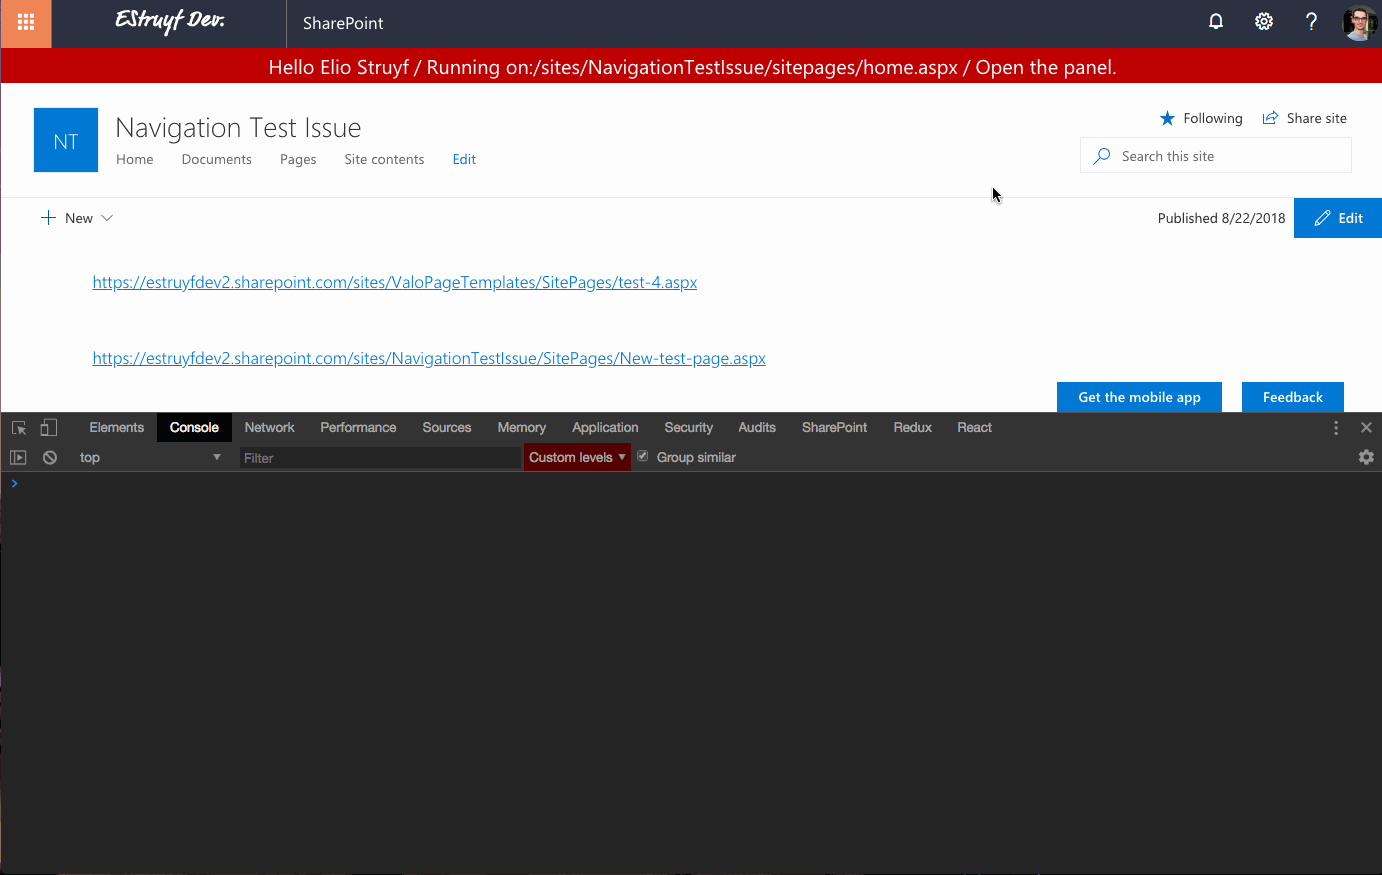 EStruyf Dev.
SharePoint
?
Hello Elio Struyf / Running on:/sites/NavigationTestIssue/sitepages/home.aspx / Open the panel.
NT
Navigation Test Issue
Home Documents Pages Site contents Edit
Following Share site
Search this site
New
Published 8/22/2018 Edit
https://estruyfdev2.sharepoint.com/sites/ValoPageTemplates/SitePages/test-4.aspx
https://estruyfdev2.sharepoint.com/sites/NavigationTestIssue/SitePages/New-test-page.aspx
Get the mobile app Feedback
Elements Console Network Performance Sources Memory Application Security Audits SharePoint Redux React
top Filter Custom levels Group similar